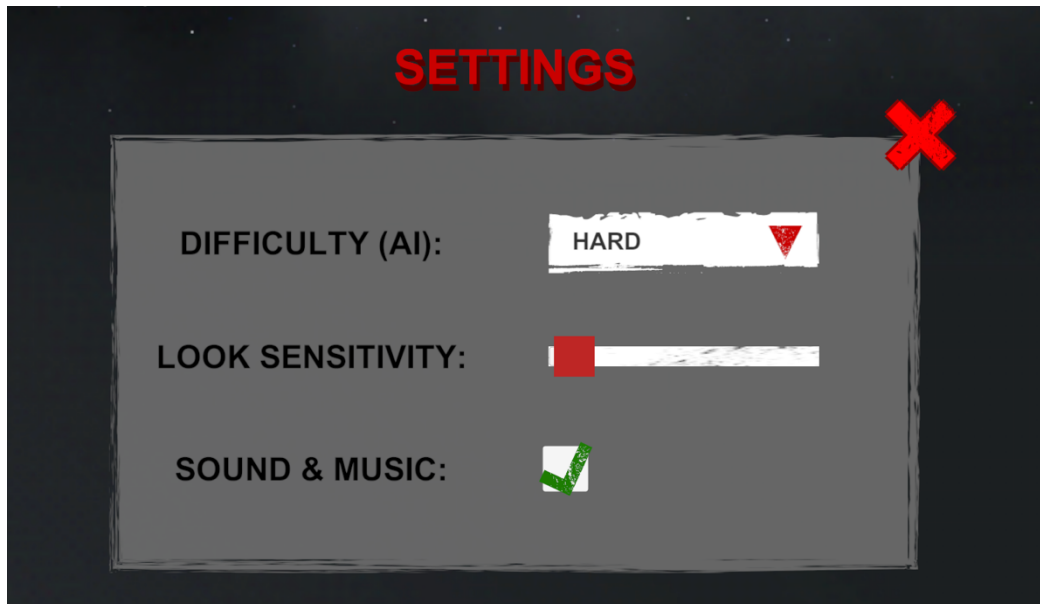 SETTINGS
DIFFICULTY (AI): HARD
LOOK SENSITIVITY:
SOUND & MUSIC: